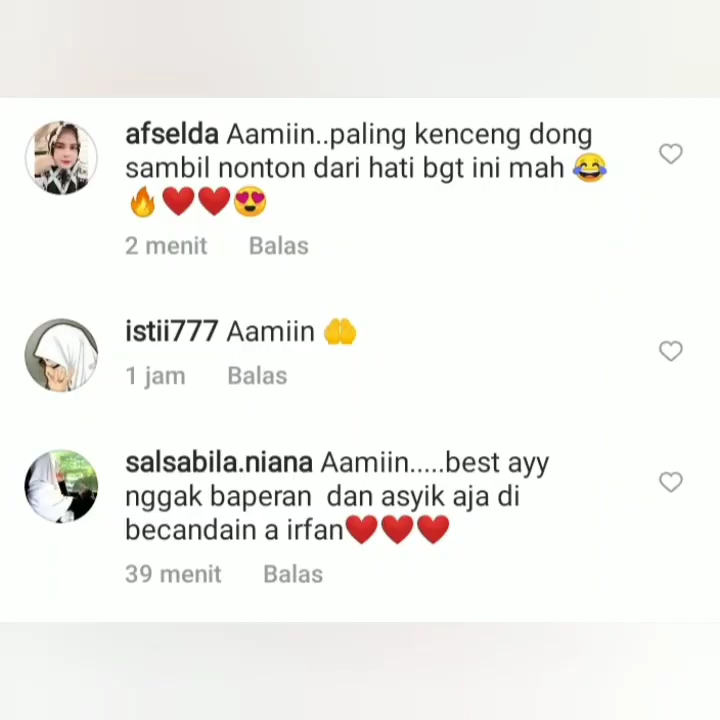 afselda Aamiin..paling kenceng dong
sambil nonton dari hati bgt ini mah 😂
🔥❤️❤️😍
2 menit Balas
istii777 Aamiin 🤲
1 jam Balas
salsabila.niana Aamiin.....best ayy
nggak baperan dan asyik aja di
becandain a irfan❤️❤️❤️
39 menit Balas